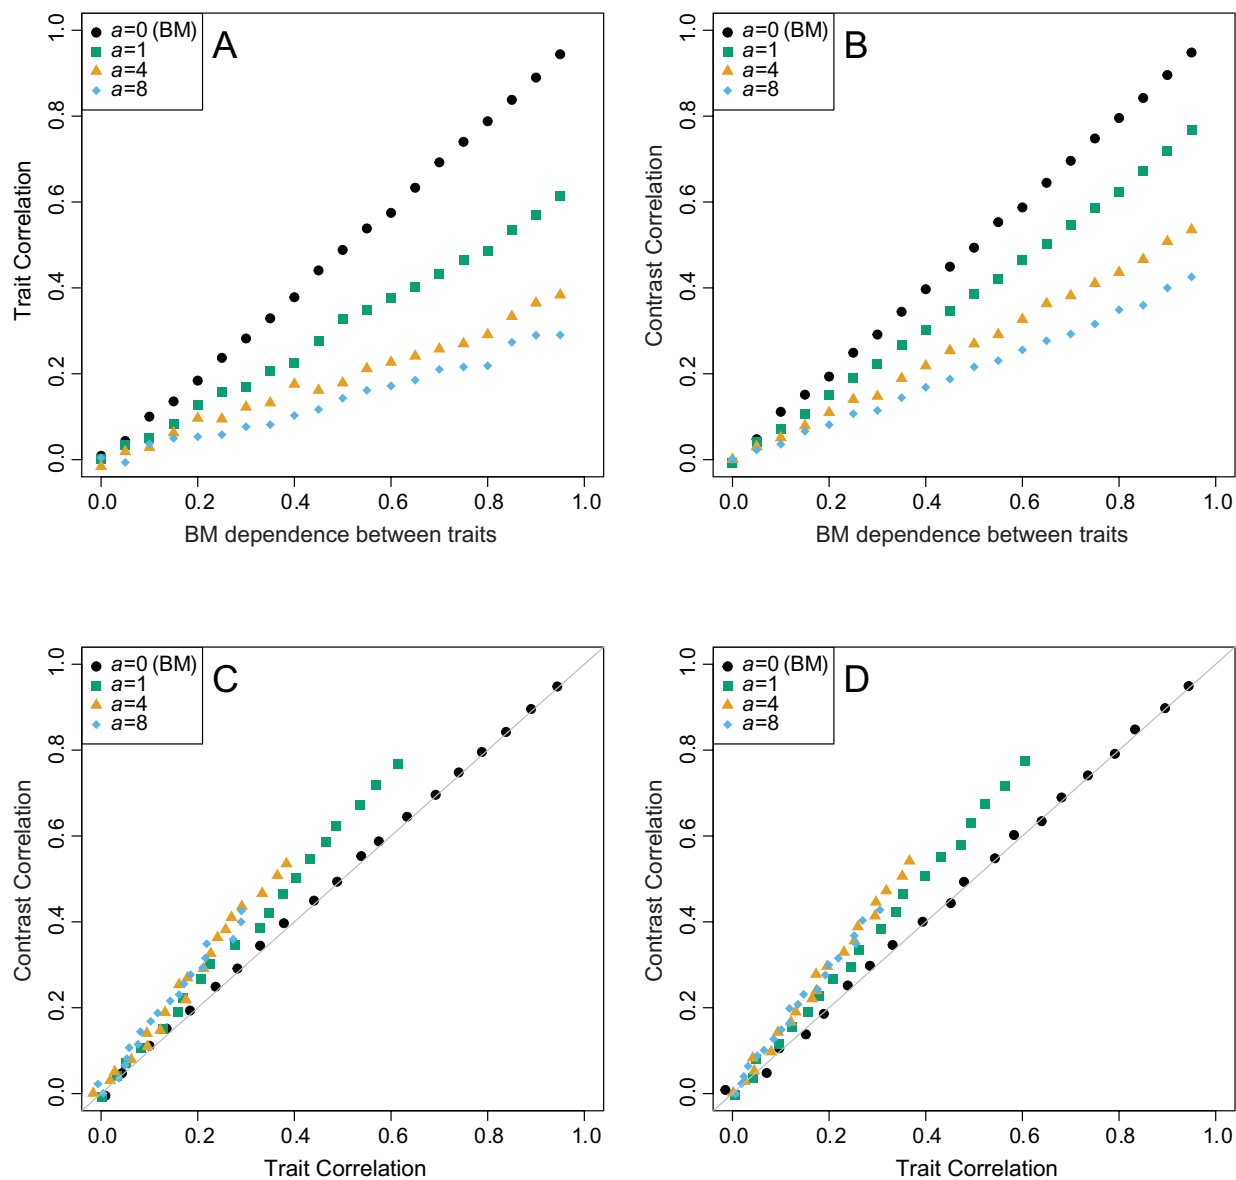 A
a=0 (BM)
a=1
a=4
a=8
Trait Correlation
0.0 0.2 0.4 0.6 0.8 1.0
0.0 0.2 0.4 0.6 0.8 1.0
BM dependence between traits
B
a=0 (BM)
a=1
a=4
a=8
Contrast Correlation
0.0 0.2 0.4 0.6 0.8 1.0
0.0 0.2 0.4 0.6 0.8 1.0
BM dependence between traits
C
a=0 (BM)
a=1
a=4
a=8
Contrast Correlation
0.0 0.2 0.4 0.6 0.8 1.0
0.0 0.2 0.4 0.6 0.8 1.0
Trait Correlation
D
a=0 (BM)
a=1
a=4
a=8
Contrast Correlation
0.0 0.2 0.4 0.6 0.8 1.0
0.0 0.2 0.4 0.6 0.8 1.0
Trait Correlation